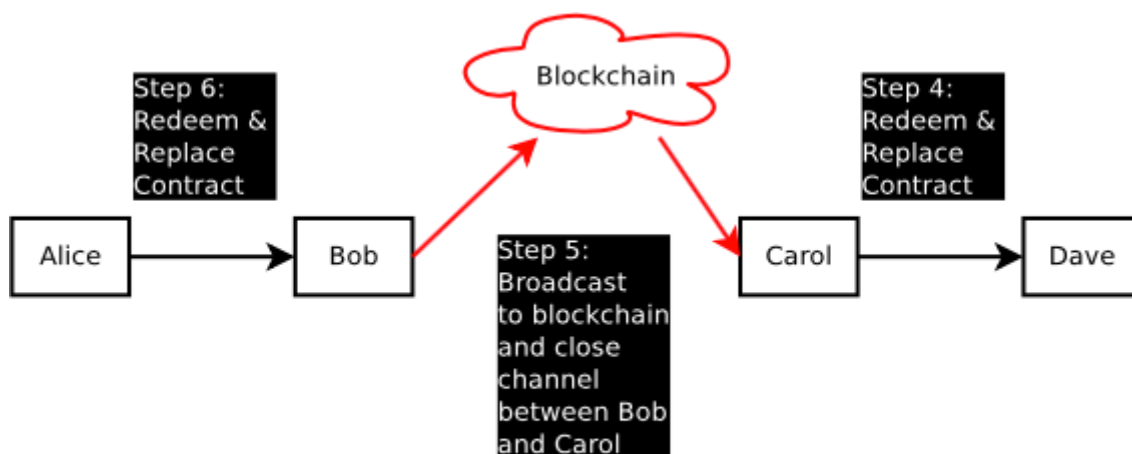 Blockchain
Step 6:
Redeem &
Replace
Contract
Step 4:
Redeem &
Replace
Contract
Alice
Bob
Step 5:
Broadcast
to blockchain
and close
channel
between Bob
and Carol
Carol
Dave